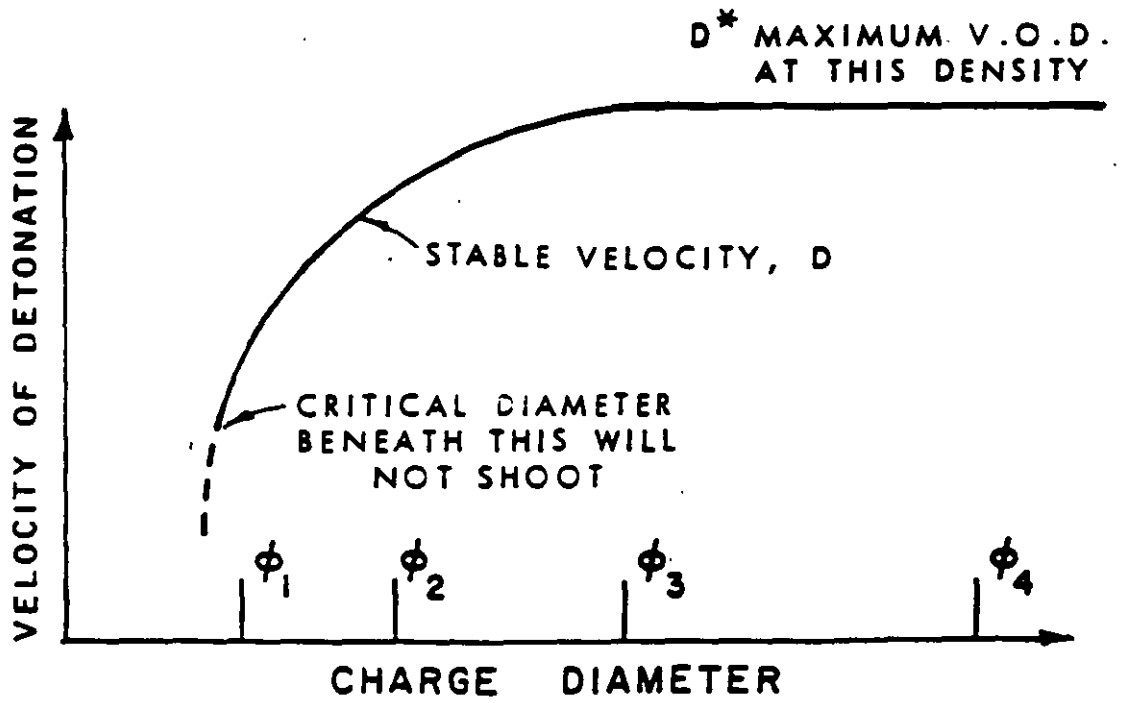 D* MAXIMUM V.O.D.
AT THIS DENSITY
VELOCITY OF DETONATION
STABLE VELOCITY, D
CRITICAL DIAMETER
BENEATH THIS WILL
NOT SHOOT
ϕ1
ϕ2
ϕ3
ϕ4
CHARGE DIAMETER